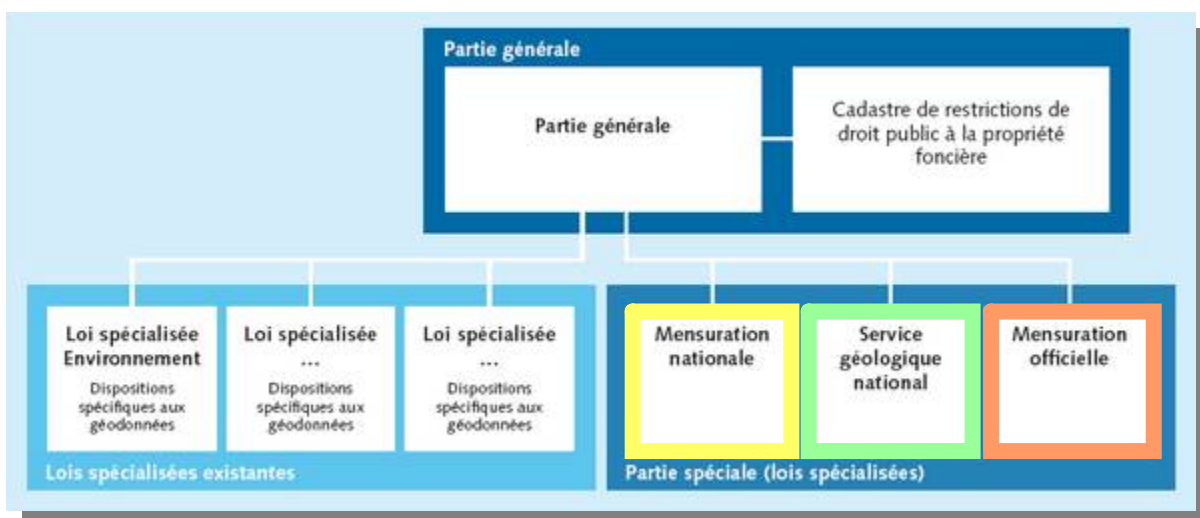 Partie générale
Partie générale
Cadastre de restrictions de
droit public à la propriété
foncière
Loi spécialisée
Environnement
Dispositions
spécifiques aux
géodonnées
Loi spécialisée
...
Dispositions
spécifiques aux
géodonnées
Loi spécialisée
...
Dispositions
spécifiques aux
géodonnées
Lois spécialisées existantes
Mensuration
nationale
Service
géologique
national
Mensuration
officielle
Partie spéciale (lois spécialisées)